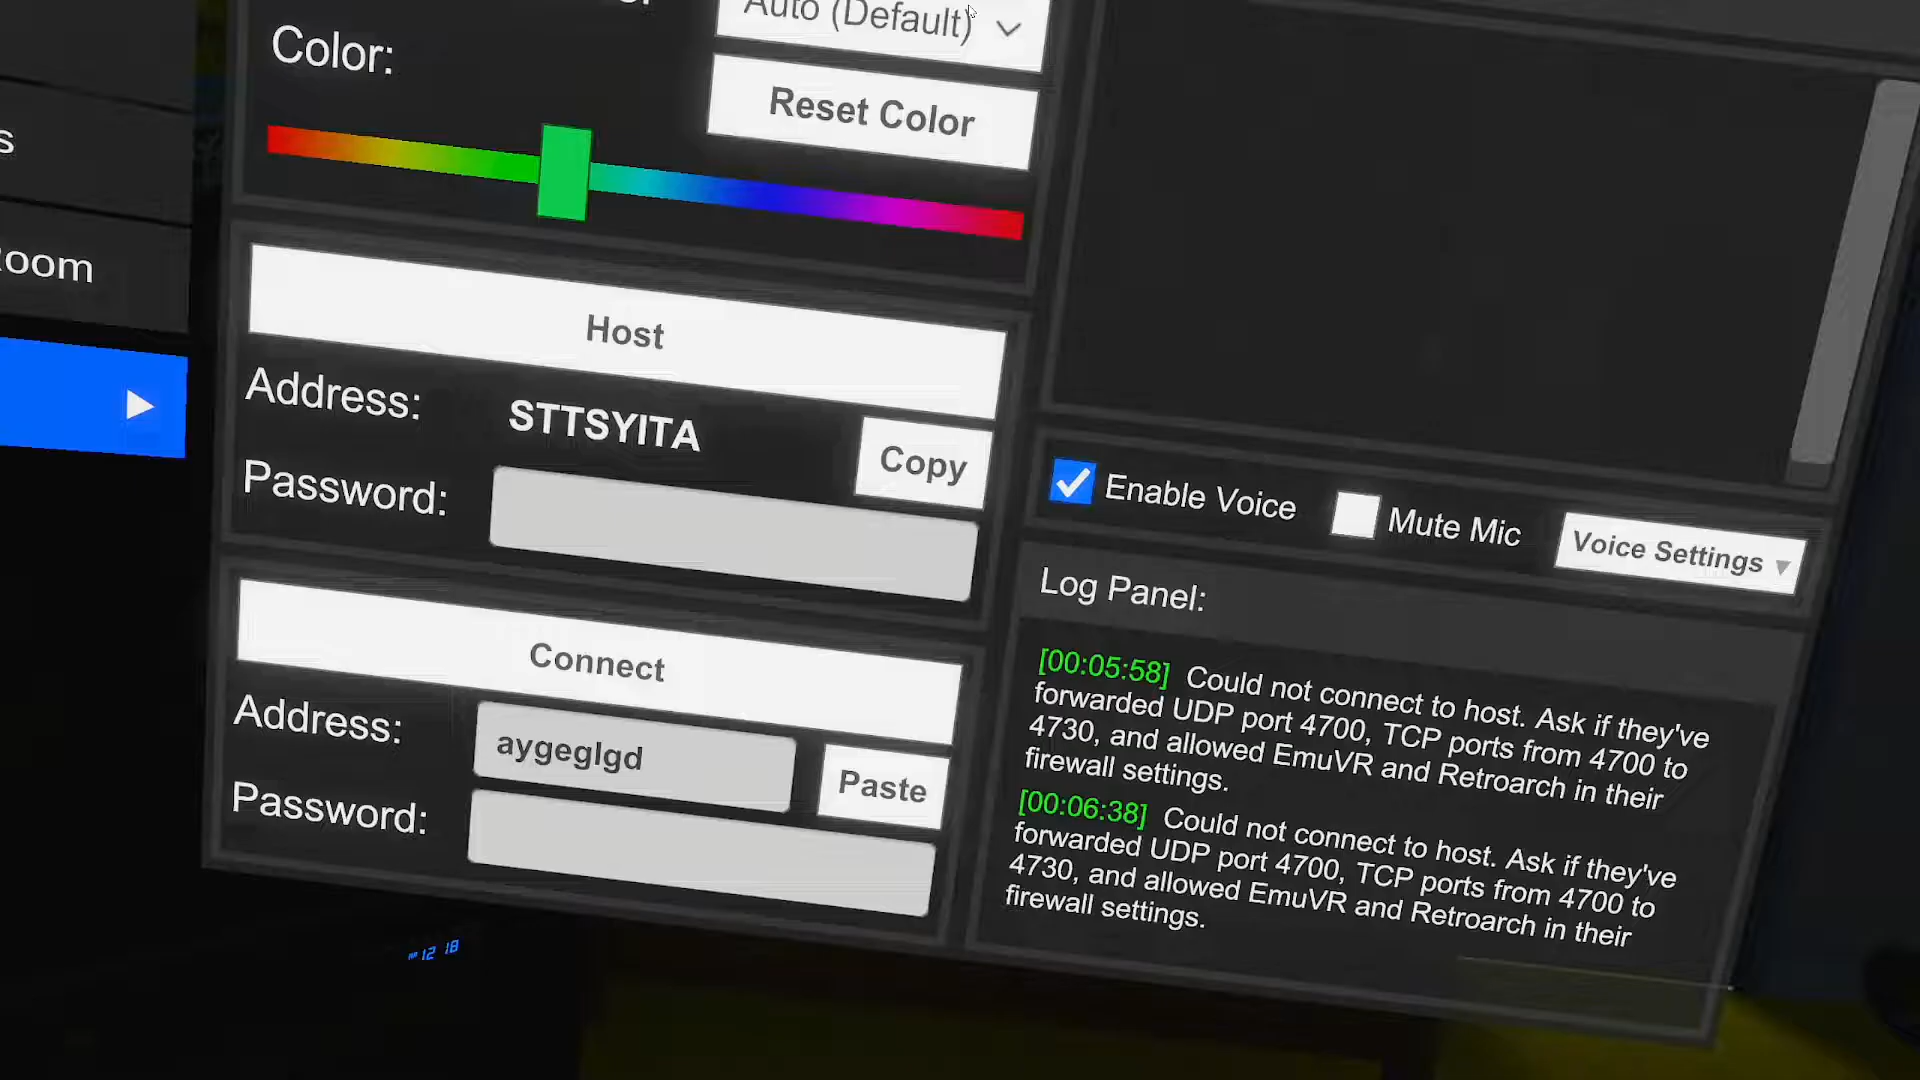 Auto (Default)
Color:
Reset Color
s
oom
Host
Address:
STTSYITA
Copy
Password:
Connect
Address:
aygeglgd
Paste
Password:
Enable Voice
Mute Mic
Voice Settings
Log Panel:
[00:05:58] Could not connect to host. Ask if they've
forwarded UDP port 4700, TCP ports from 4700 to
4730, and allowed EmuVR and Retroarch in their
firewall settings.
[00:06:38] Could not connect to host. Ask if they've
forwarded UDP port 4700, TCP ports from 4700 to
4730, and allowed EmuVR and Retroarch in their
firewall settings.
12 18